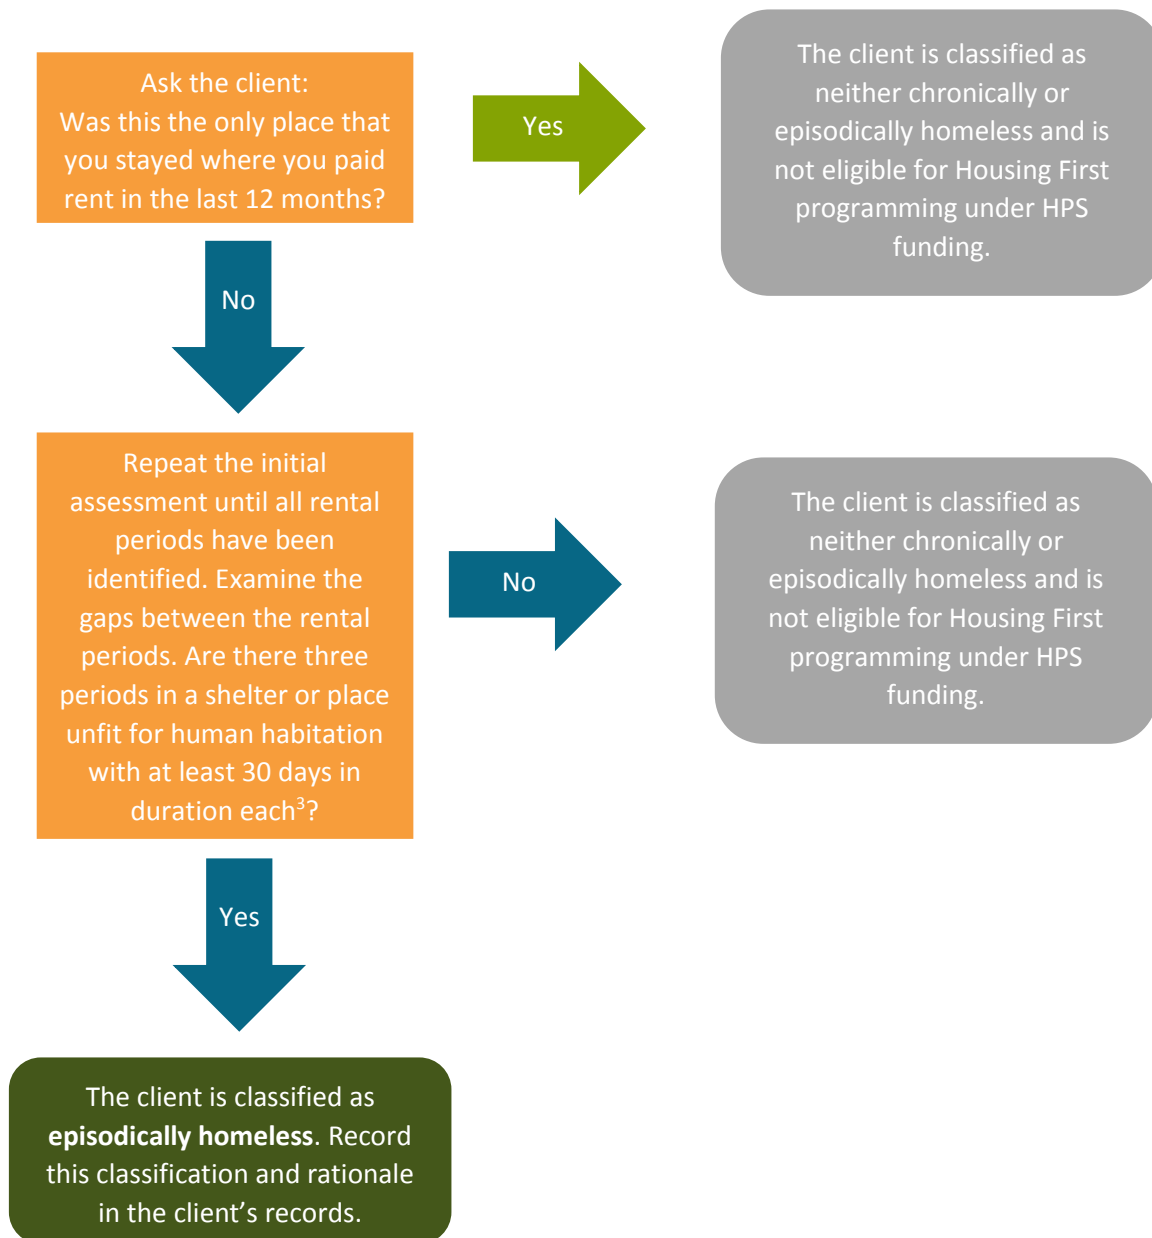 Ask the client:
Was this the only place that
you stayed where you paid
rent in the last 12 months?
Yes
The client is classified as
neither chronically or
episodically homeless and is
not eligible for Housing First
programming under HPS
funding.
No
Repeat the initial
assessment until all rental
periods have been
identified. Examine the
gaps between the rental
periods. Are there three
periods in a shelter or place
unfit for human habitation
with at least 30 days in
duration each³?
No
The client is classified as
neither chronically or
episodically homeless and is
not eligible for Housing First
programming under HPS
funding.
Yes
The client is classified as
episodically homeless. Record
this classification and rationale
in the client’s records.